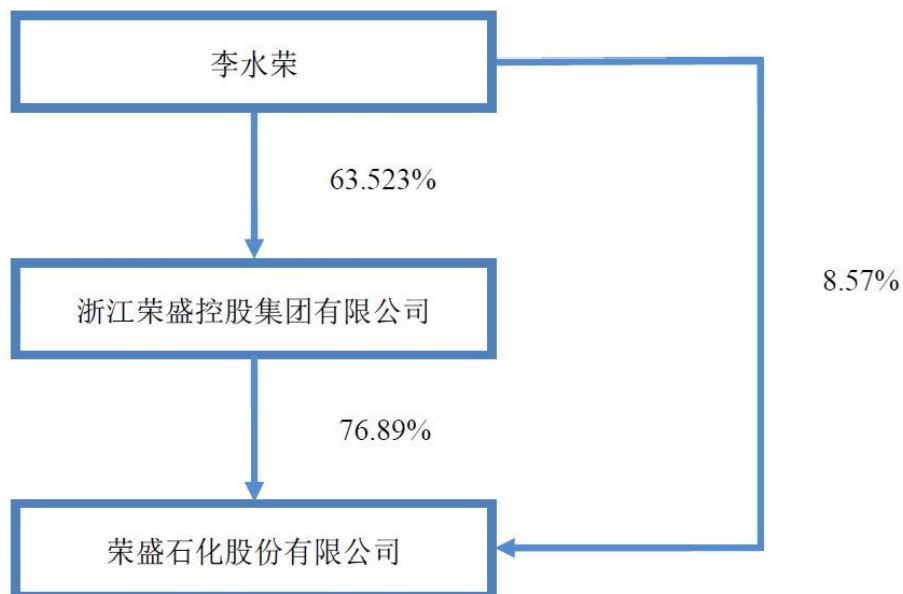 李水荣
63.523%
8.57%
浙江荣盛控股集团有限公司
76.89%
荣盛石化股份有限公司